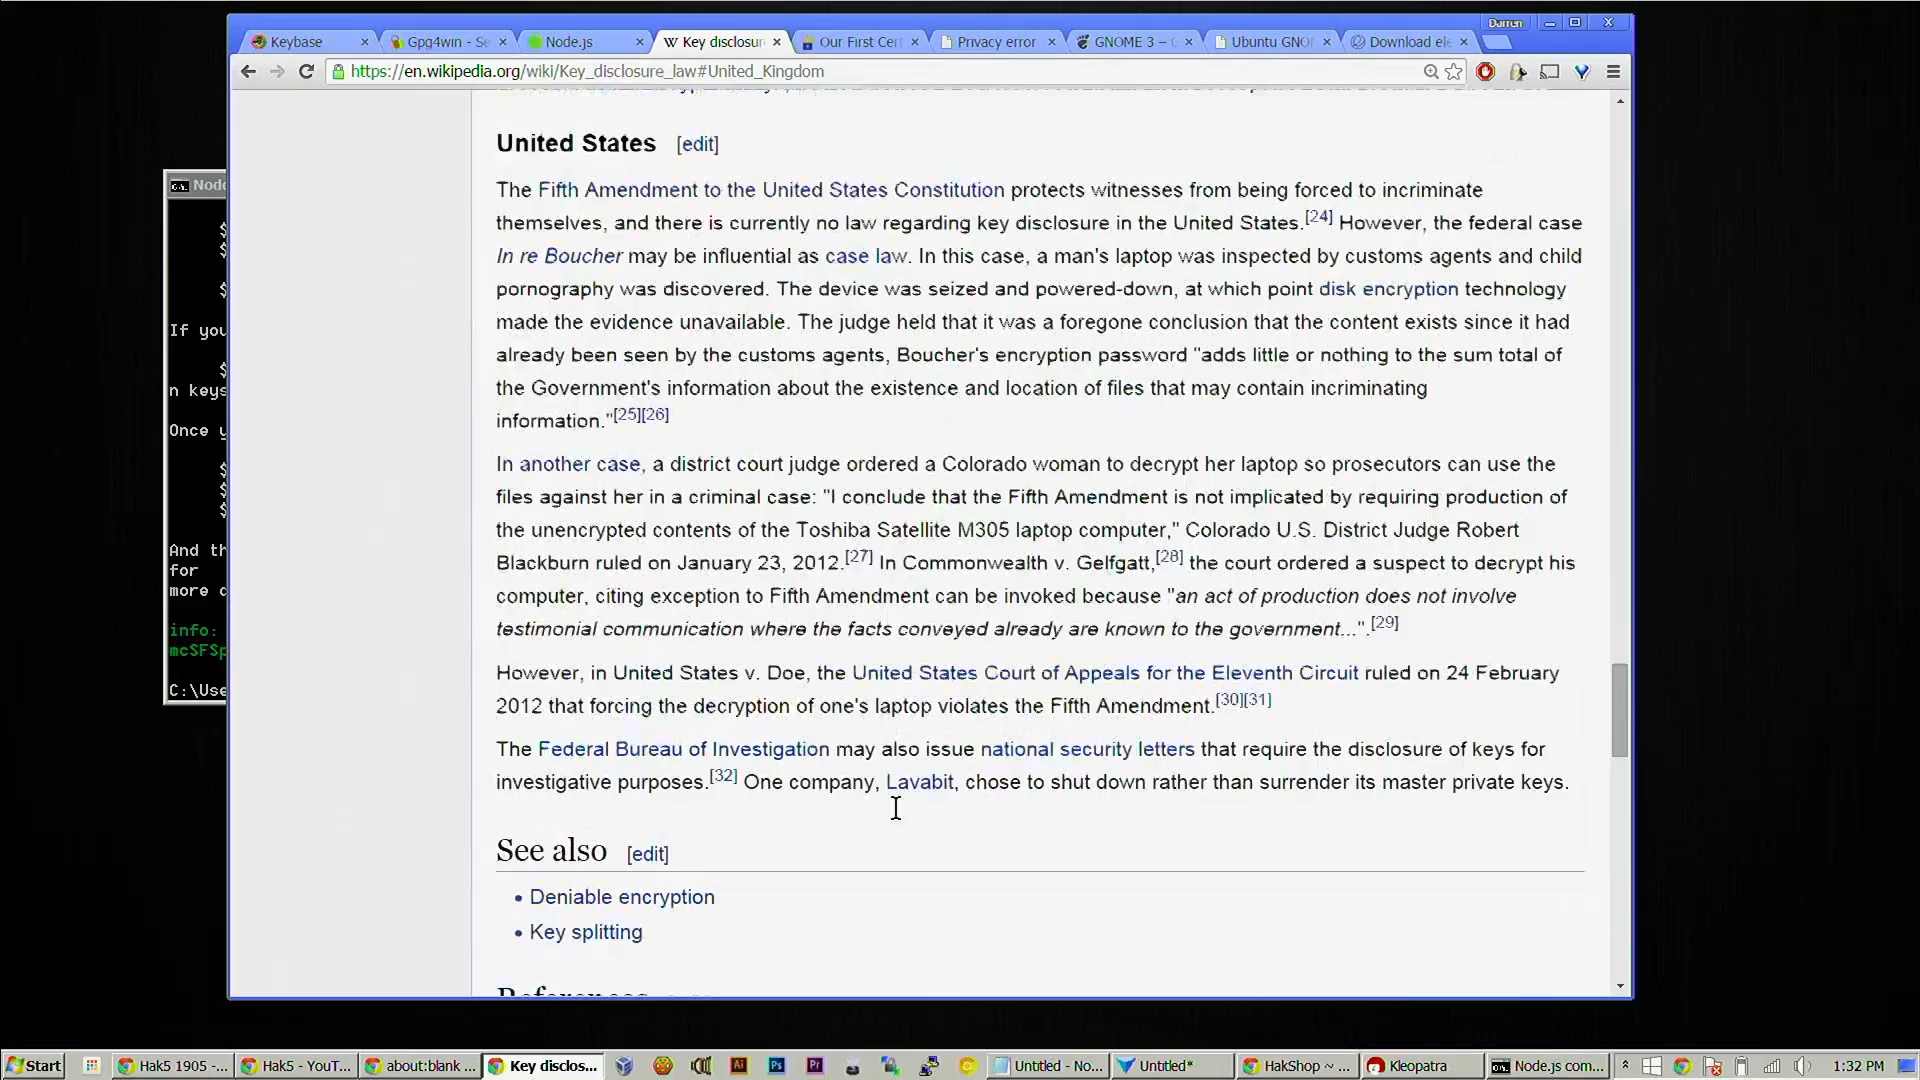 Darren
Keybase
Gpg4win - Se
Node.js
W Key disclosur
Our First Cer
Privacy error
GNOME 3 –
Ubuntu GNO
Download ele
https://en.wikipedia.org/wiki/Key_disclosure_law#United_Kingdom
United States [edit]
The Fifth Amendment to the United States Constitution protects witnesses from being forced to incriminate
themselves, and there is currently no law regarding key disclosure in the United States.[24] However, the federal case
In re Boucher may be influential as case law. In this case, a man's laptop was inspected by customs agents and child
pornography was discovered. The device was seized and powered-down, at which point disk encryption technology
made the evidence unavailable. The judge held that it was a foregone conclusion that the content exists since it had
already been seen by the customs agents, Boucher's encryption password "adds little or nothing to the sum total of
the Government's information about the existence and location of files that may contain incriminating
information."[25][26]
In another case, a district court judge ordered a Colorado woman to decrypt her laptop so prosecutors can use the
files against her in a criminal case: "I conclude that the Fifth Amendment is not implicated by requiring production of
the unencrypted contents of the Toshiba Satellite M305 laptop computer," Colorado U.S. District Judge Robert
Blackburn ruled on January 23, 2012.[27] In Commonwealth v. Gelfgatt,[28] the court ordered a suspect to decrypt his
computer, citing exception to Fifth Amendment can be invoked because "an act of production does not involve
testimonial communication where the facts conveyed already are known to the government...".[29]
However, in United States v. Doe, the United States Court of Appeals for the Eleventh Circuit ruled on 24 February
2012 that forcing the decryption of one's laptop violates the Fifth Amendment.[30][31]
The Federal Bureau of Investigation may also issue national security letters that require the disclosure of keys for
investigative purposes.[32] One company, Lavabit, chose to shut down rather than surrender its master private keys.
See also [edit]
• Deniable encryption
• Key splitting
Node
$
$
$
If you
$
n keys
Once y
$
$
$
And th
for
more c
info:
mcSFSp
C:\Use
Start
Hak5 1905 -...
Hak5 - YouT...
about:blank ...
Key disclos...
Ai
Ps
Pr
Untitled - No...
Untitled*
HakShop ~ ...
Kleopatra
Node.js com...
1:32 PM